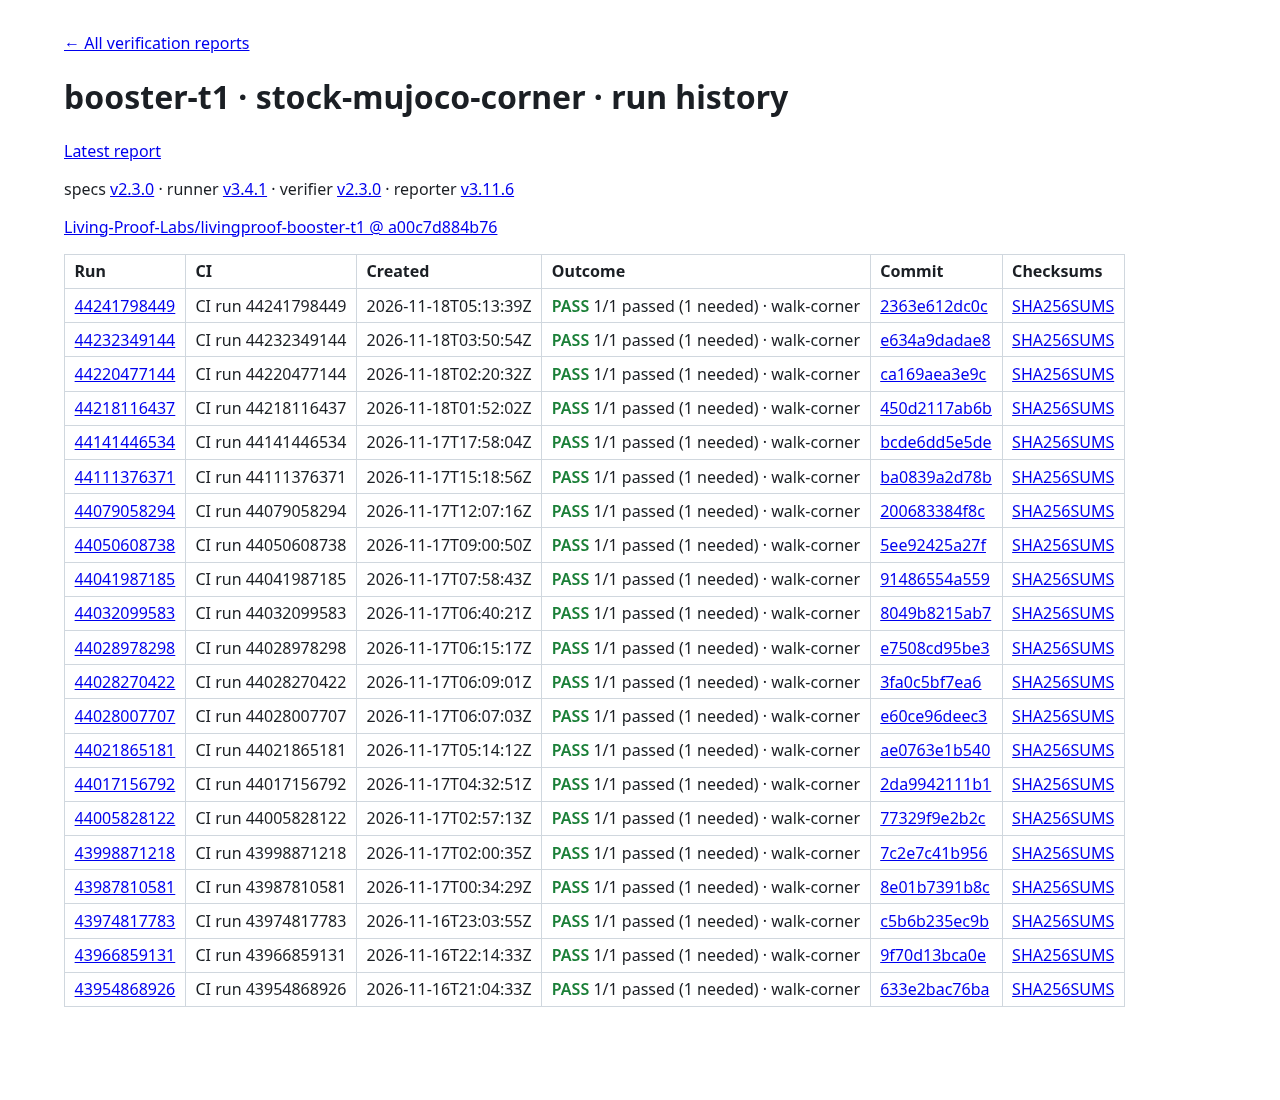 ← All verification reports
booster-t1 · stock-mujoco-corner · run history
Latest report
specs v2.3.0 · runner v3.4.1 · verifier v2.3.0 · reporter v3.11.6
Living-Proof-Labs/livingproof-booster-t1 @ a00c7d884b76
Run CI Created Outcome Commit Checksums
44241798449 CI run 44241798449 2026-11-18T05:13:39Z PASS 1/1 passed (1 needed) · walk-corner 2363e612dc0c SHA256SUMS
44232349144 CI run 44232349144 2026-11-18T03:50:54Z PASS 1/1 passed (1 needed) · walk-corner e634a9dadae8 SHA256SUMS
44220477144 CI run 44220477144 2026-11-18T02:20:32Z PASS 1/1 passed (1 needed) · walk-corner ca169aea3e9c SHA256SUMS
44218116437 CI run 44218116437 2026-11-18T01:52:02Z PASS 1/1 passed (1 needed) · walk-corner 450d2117ab6b SHA256SUMS
44141446534 CI run 44141446534 2026-11-17T17:58:04Z PASS 1/1 passed (1 needed) · walk-corner bcde6dd5e5de SHA256SUMS
44111376371 CI run 44111376371 2026-11-17T15:18:56Z PASS 1/1 passed (1 needed) · walk-corner ba0839a2d78b SHA256SUMS
44079058294 CI run 44079058294 2026-11-17T12:07:16Z PASS 1/1 passed (1 needed) · walk-corner 200683384f8c SHA256SUMS
44050608738 CI run 44050608738 2026-11-17T09:00:50Z PASS 1/1 passed (1 needed) · walk-corner 5ee92425a27f SHA256SUMS
44041987185 CI run 44041987185 2026-11-17T07:58:43Z PASS 1/1 passed (1 needed) · walk-corner 91486554a559 SHA256SUMS
44032099583 CI run 44032099583 2026-11-17T06:40:21Z PASS 1/1 passed (1 needed) · walk-corner 8049b8215ab7 SHA256SUMS
44028978298 CI run 44028978298 2026-11-17T06:15:17Z PASS 1/1 passed (1 needed) · walk-corner e7508cd95be3 SHA256SUMS
44028270422 CI run 44028270422 2026-11-17T06:09:01Z PASS 1/1 passed (1 needed) · walk-corner 3fa0c5bf7ea6 SHA256SUMS
44028007707 CI run 44028007707 2026-11-17T06:07:03Z PASS 1/1 passed (1 needed) · walk-corner e60ce96deec3 SHA256SUMS
44021865181 CI run 44021865181 2026-11-17T05:14:12Z PASS 1/1 passed (1 needed) · walk-corner ae0763e1b540 SHA256SUMS
44017156792 CI run 44017156792 2026-11-17T04:32:51Z PASS 1/1 passed (1 needed) · walk-corner 2da9942111b1 SHA256SUMS
44005828122 CI run 44005828122 2026-11-17T02:57:13Z PASS 1/1 passed (1 needed) · walk-corner 77329f9e2b2c SHA256SUMS
43998871218 CI run 43998871218 2026-11-17T02:00:35Z PASS 1/1 passed (1 needed) · walk-corner 7c2e7c41b956 SHA256SUMS
43987810581 CI run 43987810581 2026-11-17T00:34:29Z PASS 1/1 passed (1 needed) · walk-corner 8e01b7391b8c SHA256SUMS
43974817783 CI run 43974817783 2026-11-16T23:03:55Z PASS 1/1 passed (1 needed) · walk-corner c5b6b235ec9b SHA256SUMS
43966859131 CI run 43966859131 2026-11-16T22:14:33Z PASS 1/1 passed (1 needed) · walk-corner 9f70d13bca0e SHA256SUMS
43954868926 CI run 43954868926 2026-11-16T21:04:33Z PASS 1/1 passed (1 needed) · walk-corner 633e2bac76ba SHA256SUMS